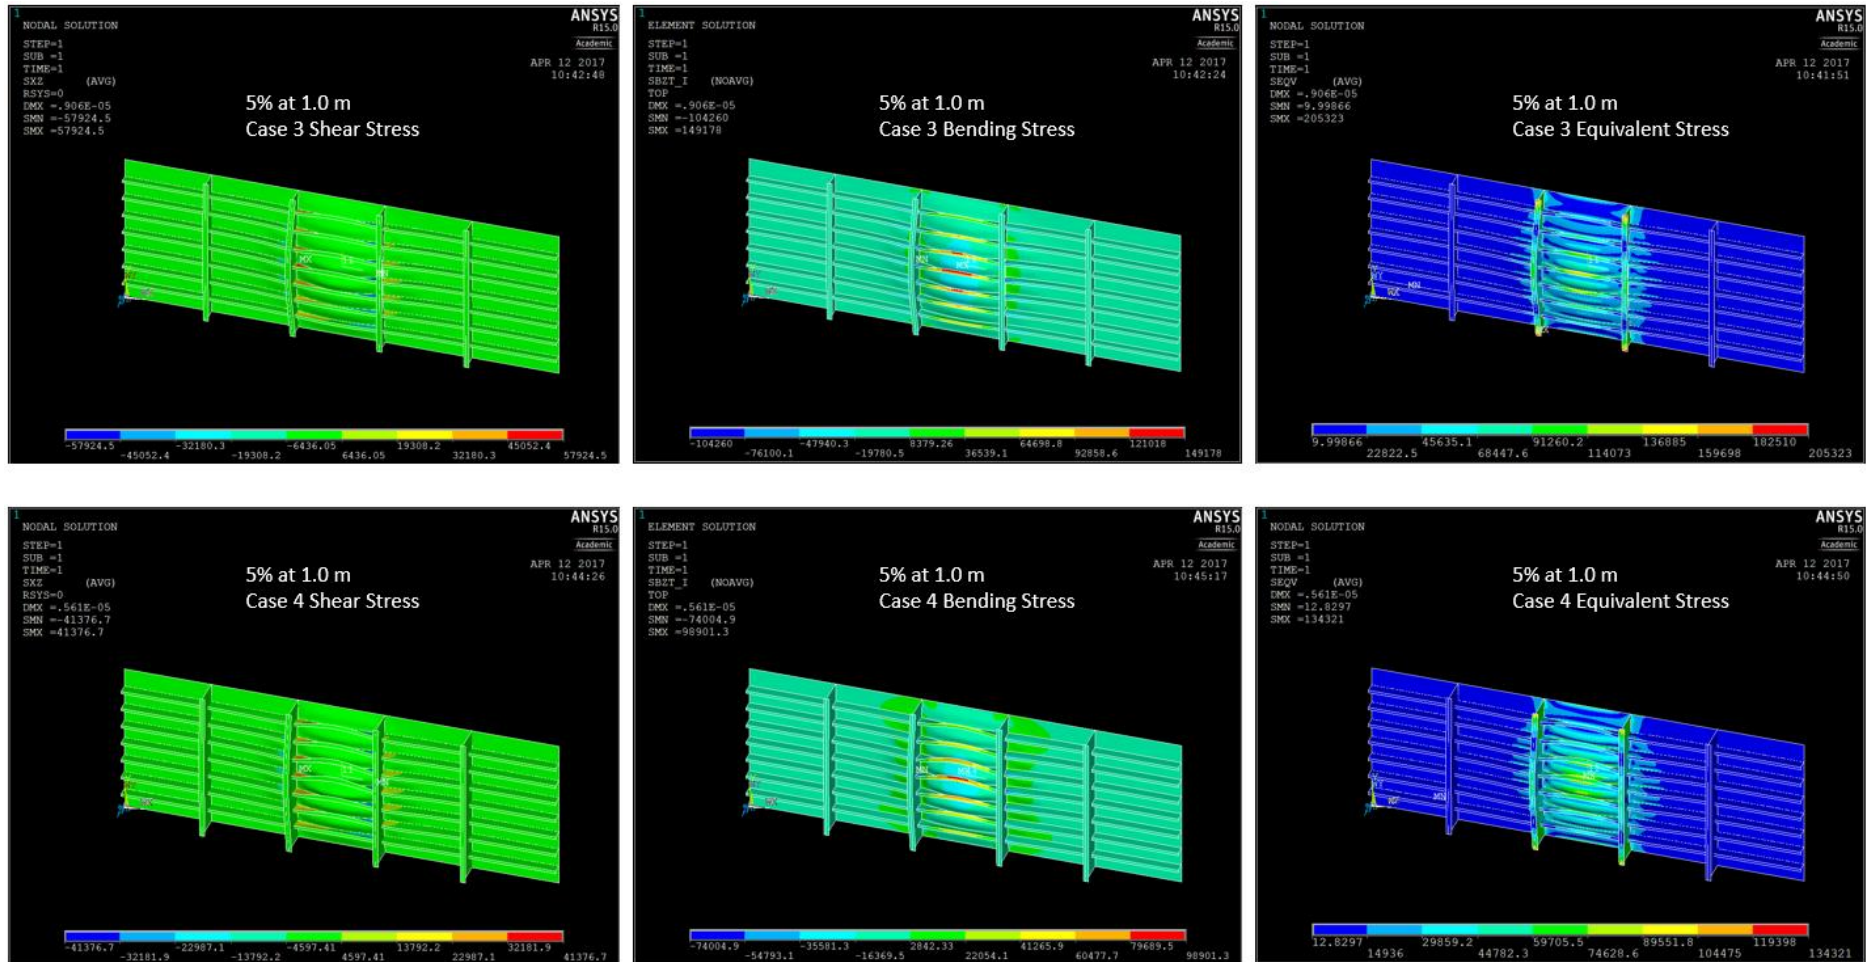 1
NODAL SOLUTION
STEP=1
SUB =1
TIME=1
SXZ (AVG)
RSYS=0
DMX =.906E-05
SMN =-57924.5
SMX =57924.5
ANSYS
R15.0
Academic
APR 12 2017
10:42:48
5% at 1.0 m
Case 3 Shear Stress
MX
MN
-57924.5 -32180.3 -6436.05 19308.2 45052.4
-45052.4 -19308.2 6436.05 32180.3 57924.5
1
ELEMENT SOLUTION
STEP=1
SUB =1
TIME=1
SBZT_I (NOAVG)
TOP
DMX =.906E-05
SMN =-104260
SMX =149178
ANSYS
R15.0
Academic
APR 12 2017
10:42:24
5% at 1.0 m
Case 3 Bending Stress
MN
-104260 -47940.3 8379.26 64698.8 121018
-76100.1 -19780.5 36539.1 92858.6 149178
1
NODAL SOLUTION
STEP=1
SUB =1
TIME=1
SEQV (AVG)
DMX =.906E-05
SMN =9.99866
SMX =205323
ANSYS
R15.0
Academic
APR 12 2017
10:41:51
5% at 1.0 m
Case 3 Equivalent Stress
MN
9.99866 45635.1 91260.2 136885 182510
22822.5 68447.6 114073 159698 205323
1
NODAL SOLUTION
STEP=1
SUB =1
TIME=1
SXZ (AVG)
RSYS=0
DMX =.561E-05
SMN =-41376.7
SMX =41376.7
ANSYS
R15.0
Academic
APR 12 2017
10:44:26
5% at 1.0 m
Case 4 Shear Stress
MX
MN
-41376.7 -22987.1 -4597.41 13792.2 32181.9
-32181.9 -13792.2 4597.41 22987.1 41376.7
1
ELEMENT SOLUTION
STEP=1
SUB =1
TIME=1
SBZT_I (NOAVG)
TOP
DMX =.561E-05
SMN =-74004.9
SMX =98901.3
ANSYS
R15.0
Academic
APR 12 2017
10:45:17
5% at 1.0 m
Case 4 Bending Stress
MN
-74004.9 -35581.3 2842.33 41265.9 79689.5
-54793.1 -16369.5 22054.1 60477.7 98901.3
1
NODAL SOLUTION
STEP=1
SUB =1
TIME=1
SEQV (AVG)
DMX =.561E-05
SMN =12.8297
SMX =134321
ANSYS
R15.0
Academic
APR 12 2017
10:44:50
5% at 1.0 m
Case 4 Equivalent Stress
MN
12.8297 29859.2 59705.5 89551.8 119398
14936 44782.3 74628.6 104475 134321